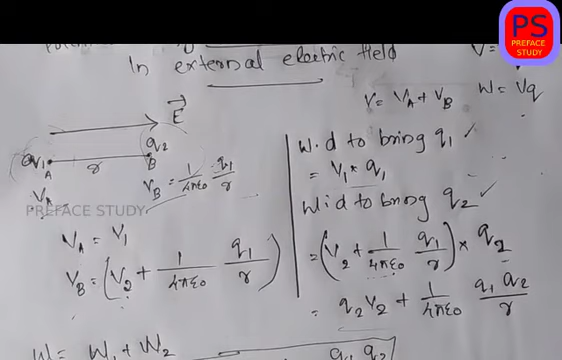 PS
PREFACE
STUDY
In external electric field
V =
V = V_A + V_B
W = Vq
E⃗
q1 A
r
q2 B
V_A
V_B = 1/4πε0 q1/r
PREFACE STUDY
V_A = V1
V_B = (V2 + 1/4πε0 q1/r)
W.d to bring q1 ✓
= V1 × q1
W.d to bring q2 ✓
= (V2 + 1/4πε0 q1/r) × q2
= q2V2 + 1/4πε0 q1q2/r
W = W1 + W2
q1 q2